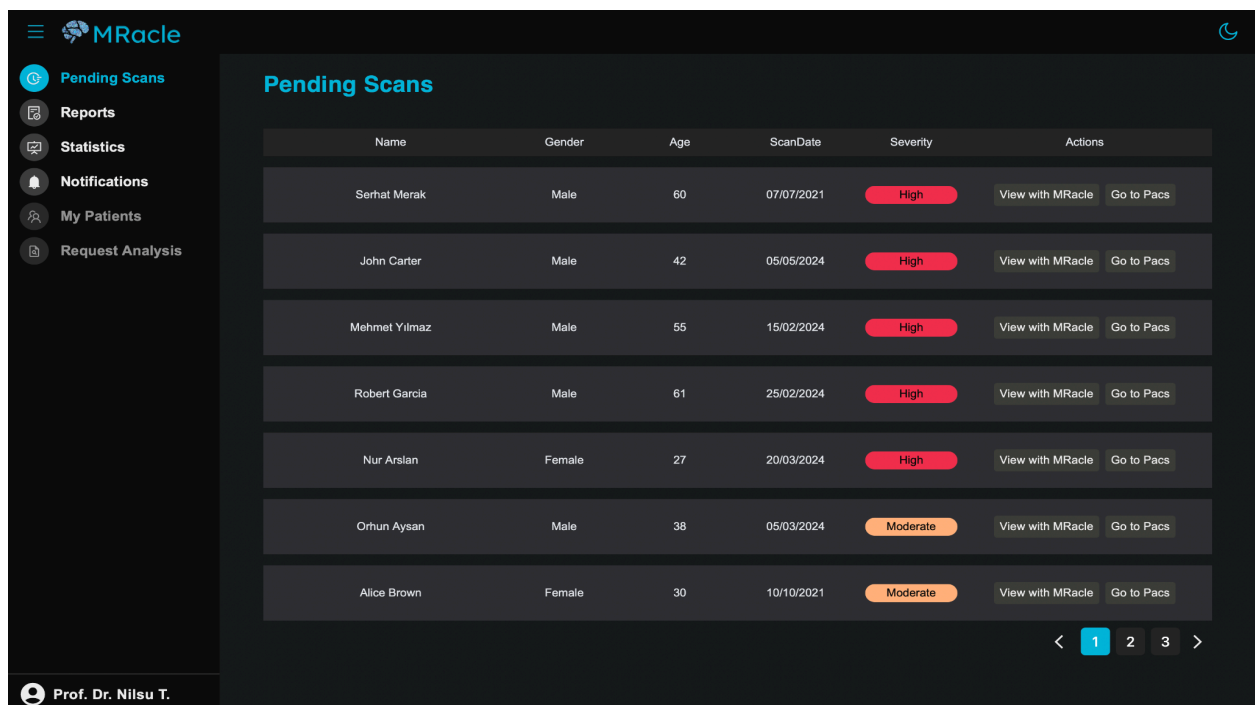 MRacle
Pending Scans
Reports
Statistics
Notifications
My Patients
Request Analysis
Prof. Dr. Nilsu T.
Pending Scans
Name Gender Age ScanDate Severity Actions
Serhat Merak Male 60 07/07/2021 High View with MRacle Go to Pacs
John Carter Male 42 05/05/2024 High View with MRacle Go to Pacs
Mehmet Yılmaz Male 55 15/02/2024 High View with MRacle Go to Pacs
Robert Garcia Male 61 25/02/2024 High View with MRacle Go to Pacs
Nur Arslan Female 27 20/03/2024 High View with MRacle Go to Pacs
Orhun Aysan Male 38 05/03/2024 Moderate View with MRacle Go to Pacs
Alice Brown Female 30 10/10/2021 Moderate View with MRacle Go to Pacs
1 2 3